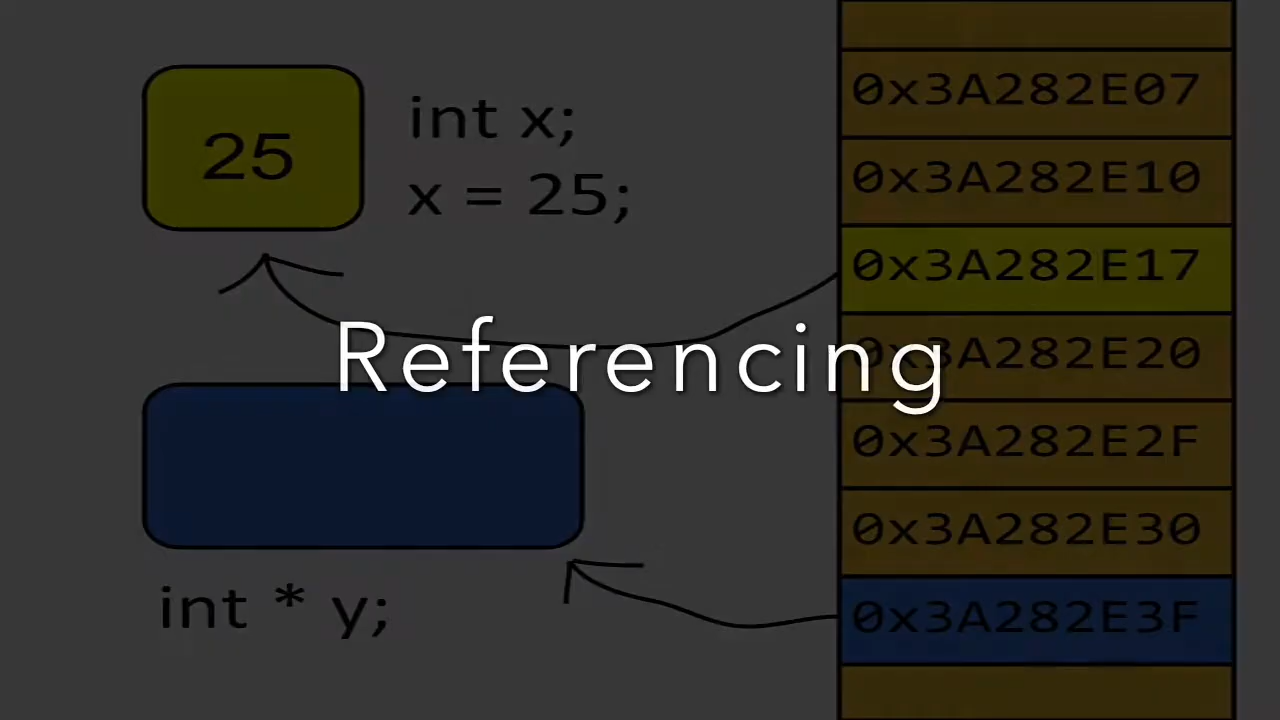 25
int x;
x = 25;
Referencing
int * y;
0x3A282E07
0x3A282E10
0x3A282E17
0x3A282E20
0x3A282E2F
0x3A282E30
0x3A282E3F